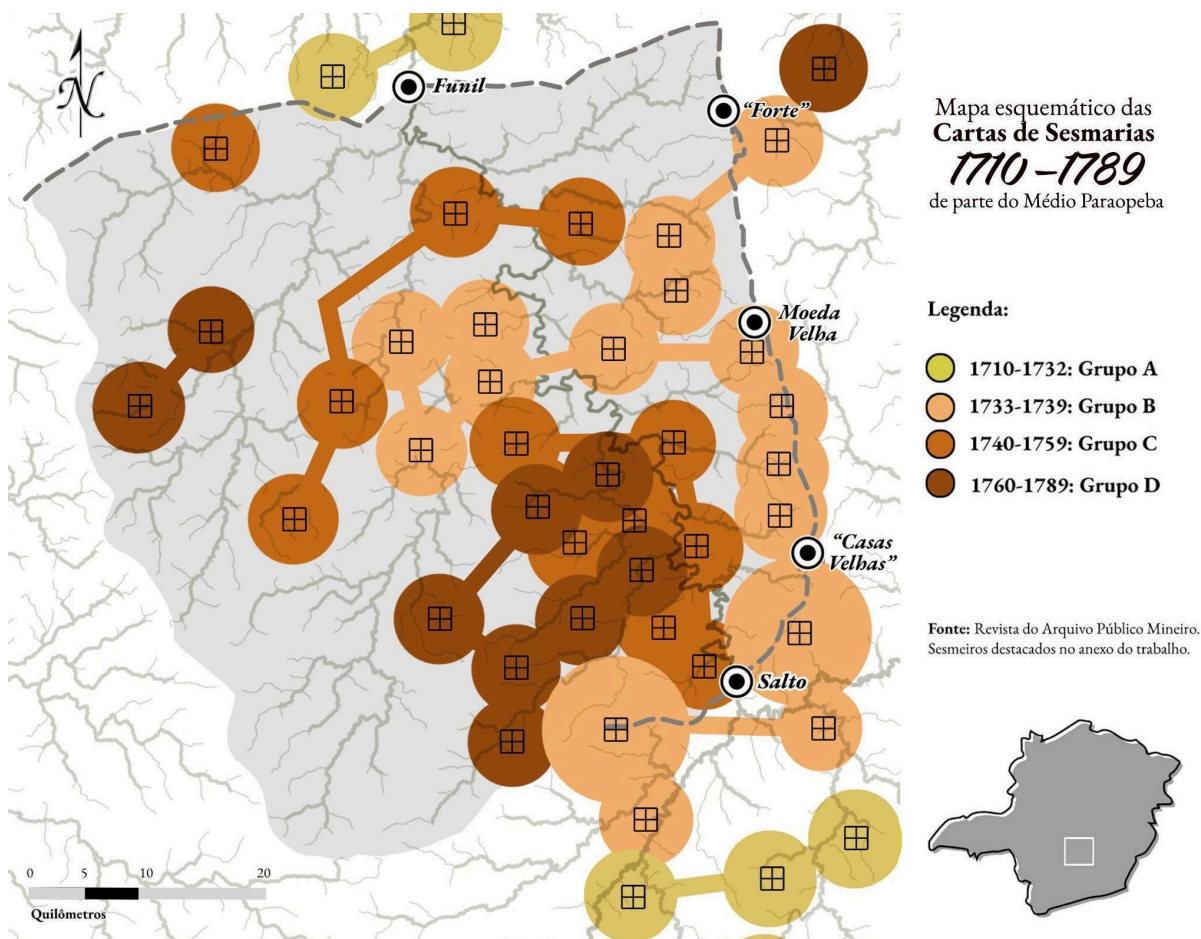 N
Funil
“Forte”
Moeda
Velha
“Casas
Velhas”
Salto
0 5 10 20
Quilômetros
Mapa esquemático das
Cartas de Sesmarias
1710 – 1789
de parte do Médio Paraopeba
Legenda:
1710-1732: Grupo A
1733-1739: Grupo B
1740-1759: Grupo C
1760-1789: Grupo D
Fonte: Revista do Arquivo Público Mineiro.
Sesmeiros destacados no anexo do trabalho.